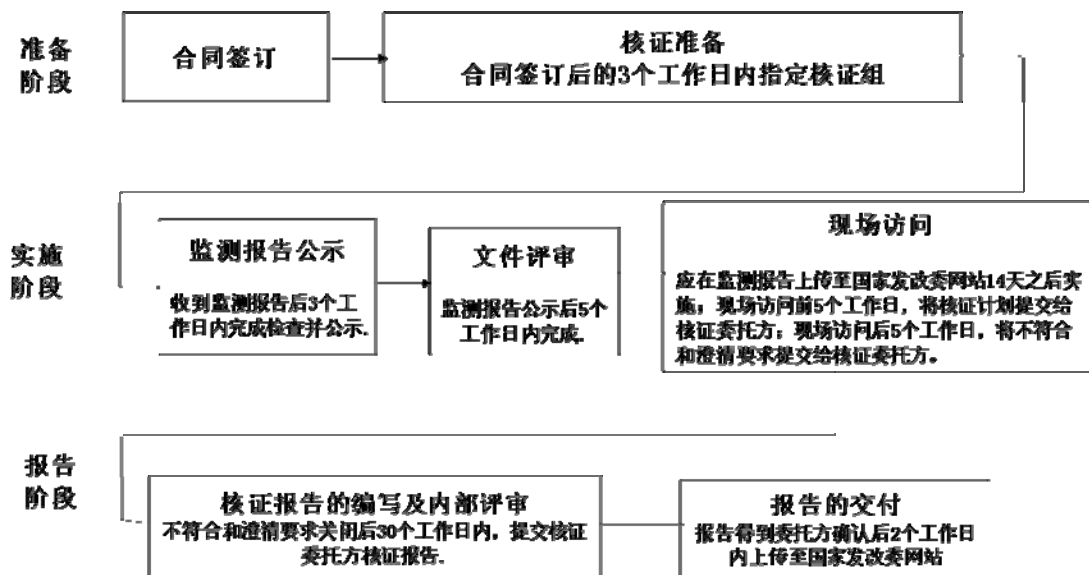 准备
阶段
合同签订
核证准备
合同签订后的3个工作日内指定核证组
实施
阶段
监测报告公示
收到监测报告后3个工
作日内完成检查并公示.
文件评审
监测报告公示后5个
工作日内完成.
现场访问
应在监测报告上传至国家发改委网站14天之后实
施；现场访问前5个工作日，将核证计划提交给
核证委托方；现场访问后5个工作日，将不符合
和澄清要求提交给核证委托方。
报告
阶段
核证报告的编写及内部评审
不符合和澄清要求关闭后30个工作日内，提交核证
委托方核证报告.
报告的交付
报告得到委托方确认后2个工作日
内上传至国家发改委网站